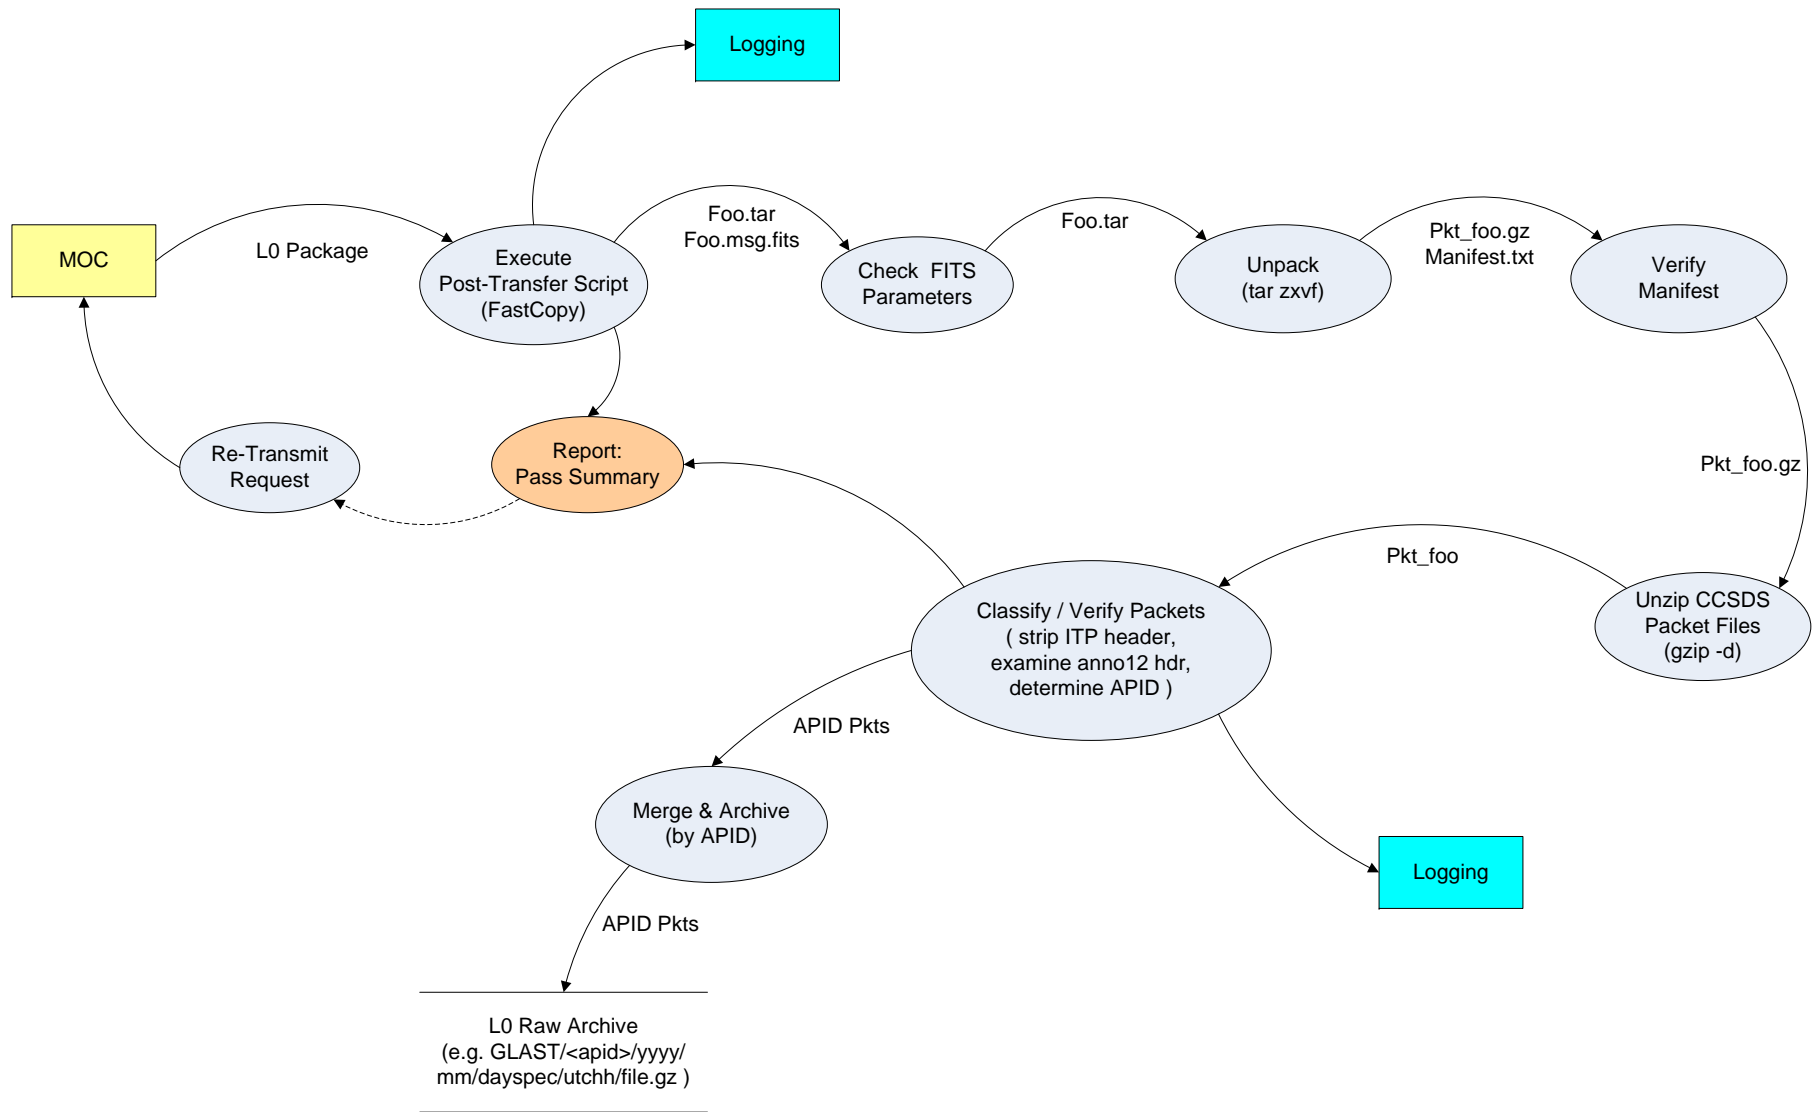 Logging
MOC
L0 Package
Execute
Post-Transfer Script
(FastCopy)
Foo.tar
Foo.msg.fits
Check  FITS
Parameters
Foo.tar
Unpack
(tar zxvf)
Pkt_foo.gz
Manifest.txt
Verify
Manifest
Re-Transmit
Request
Report:
Pass Summary
Pkt_foo.gz
Pkt_foo
Unzip CCSDS
Packet Files
(gzip -d)
Classify / Verify Packets
( strip ITP header,
examine anno12 hdr,
determine APID )
APID Pkts
Merge & Archive
(by APID)
Logging
APID Pkts
L0 Raw Archive
(e.g. GLAST/<apid>/yyyy/
mm/dayspec/utchh/file.gz )